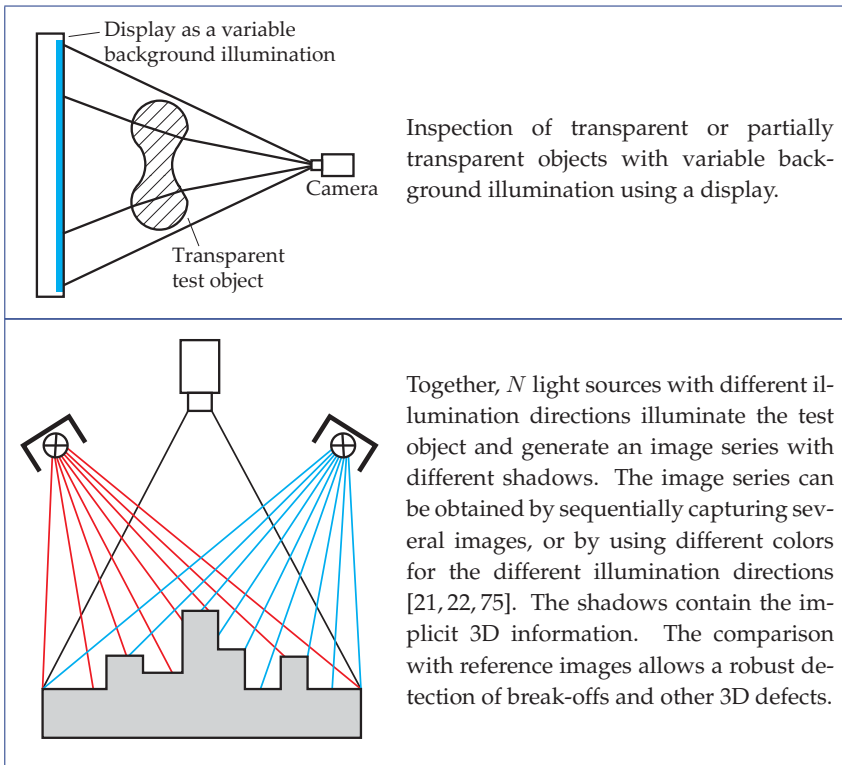 Display as a variable
background illumination
Camera
Transparent
test object
Inspection of transparent or partially
transparent objects with variable back-
ground illumination using a display.
Together, N light sources with different il-
lumination directions illuminate the test
object and generate an image series with
different shadows. The image series can
be obtained by sequentially capturing sev-
eral images, or by using different colors
for the different illumination directions
[21, 22, 75]. The shadows contain the im-
plicit 3D information. The comparison
with reference images allows a robust de-
tection of break-offs and other 3D defects.